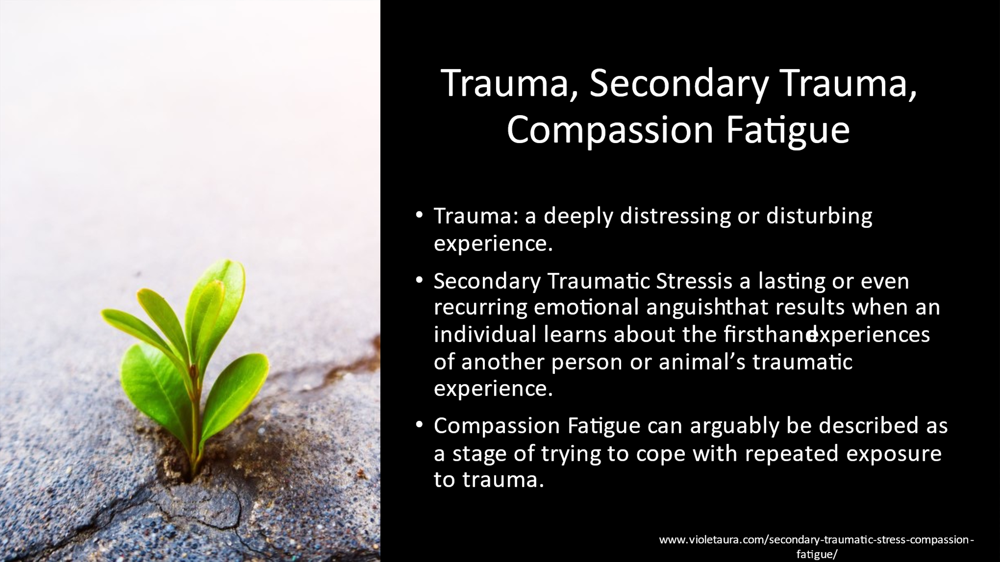 Trauma, Secondary Trauma,
Compassion Fatigue
• Trauma: a deeply distressing or disturbing
experience.
• Secondary Traumatic Stressis a lasting or even
recurring emotional anguishthat results when an
individual learns about the firsthandexperiences
of another person or animal’s traumatic
experience.
• Compassion Fatigue can arguably be described as
a stage of trying to cope with repeated exposure
to trauma.
www.violetaura.com/secondary-traumatic-stress-compassion-
fatigue/